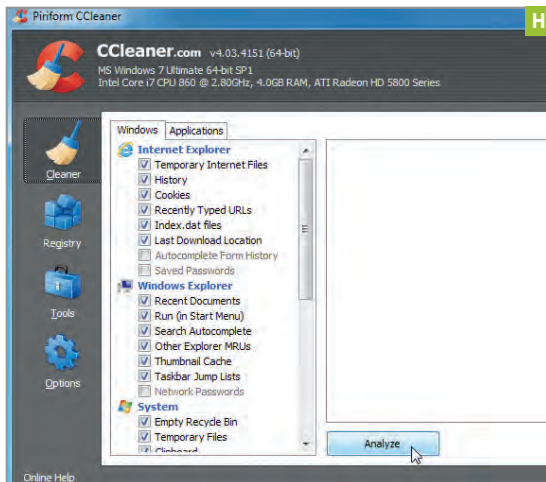 Piriform CCleaner
H
CCleaner.com v4.03.4151 (64-bit)
MS Windows 7 Ultimate 64-bit SP1
Intel Core i7 CPU 860 @ 2.80GHz, 4.0GB RAM, ATI Radeon HD 5800 Series
Cleaner
Registry
Tools
Options
Windows Applications
Internet Explorer
Temporary Internet Files
History
Cookies
Recently Typed URLs
Index.dat files
Last Download Location
Autocomplete Form History
Saved Passwords
Windows Explorer
Recent Documents
Run (in Start Menu)
Search Autocomplete
Other Explorer MRUs
Thumbnail Cache
Taskbar Jump Lists
Network Passwords
System
Empty Recycle Bin
Temporary Files
Clipboard
Analyze
Online Help